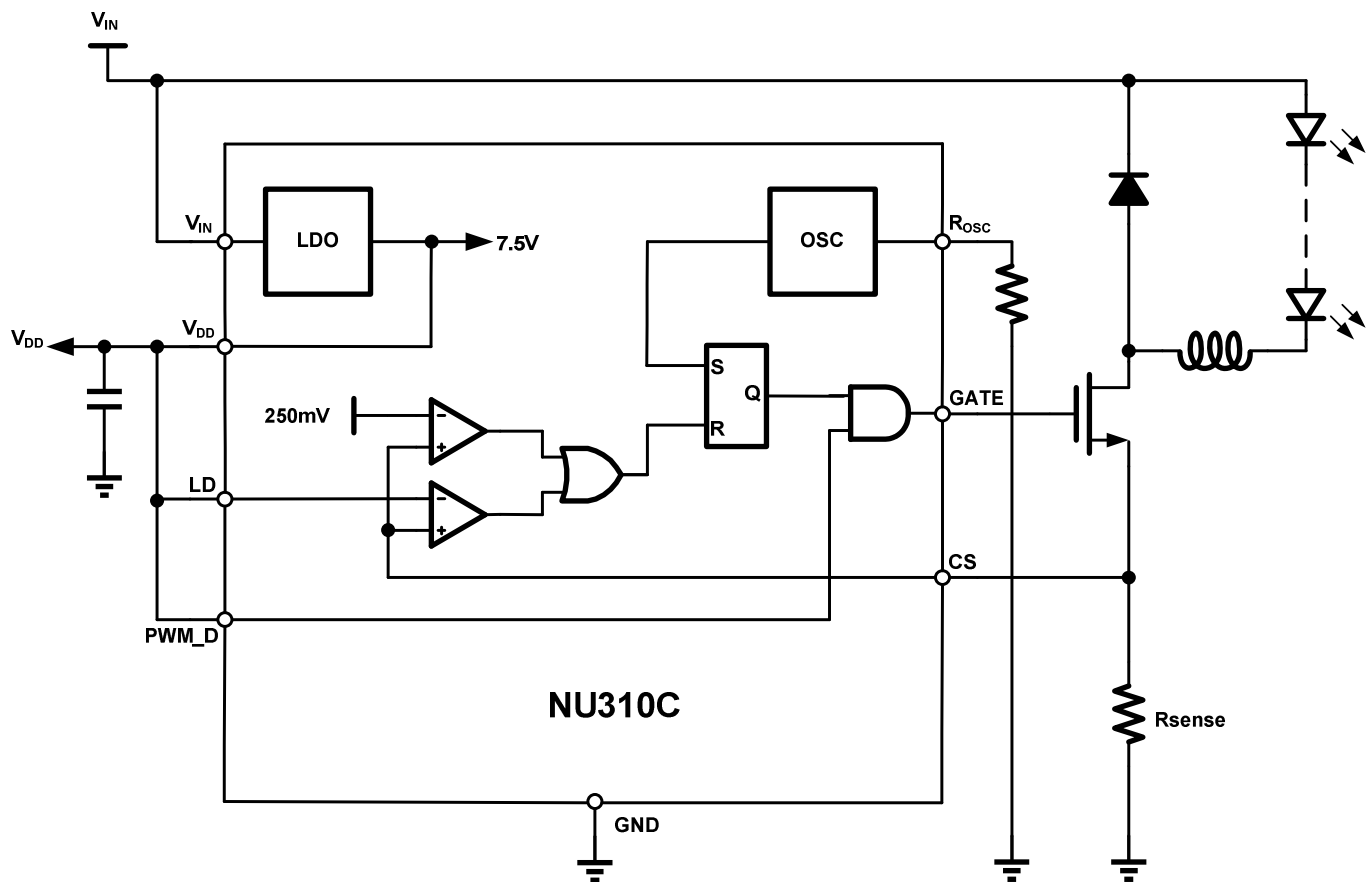 VIN
VIN
LDO
7.5V
OSC
ROSC
VDD
VDD
S
Q
R
250mV
−
+
GATE
LD
−
+
CS
PWM_D
NU310C
Rsense
GND